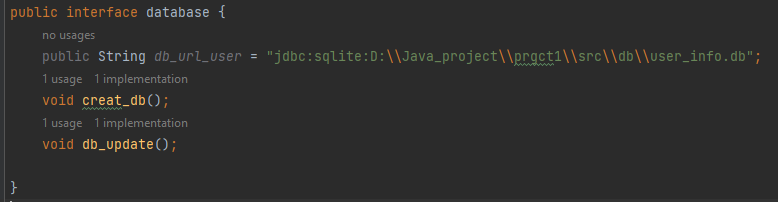 public interface database {
no usages
public String db_url_user = "jdbc:sqlite:D:\\Java_project\\prgct1\\src\\db\\user_info.db";
1 usage 1 implementation
void creat_db();
1 usage 1 implementation
void db_update();
}